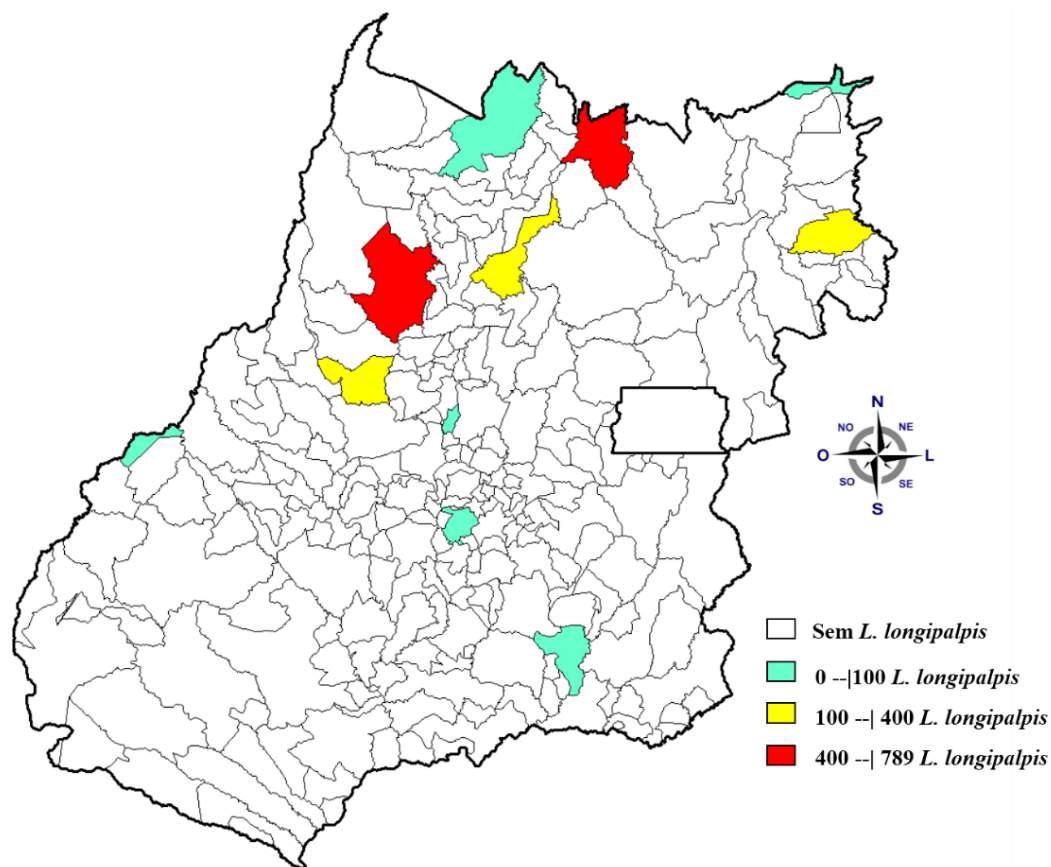 N
NO NE
O L
SO SE
S
Sem L. longipalpis
0 --|100 L. longipalpis
100 --| 400 L. longipalpis
400 --| 789 L. longipalpis